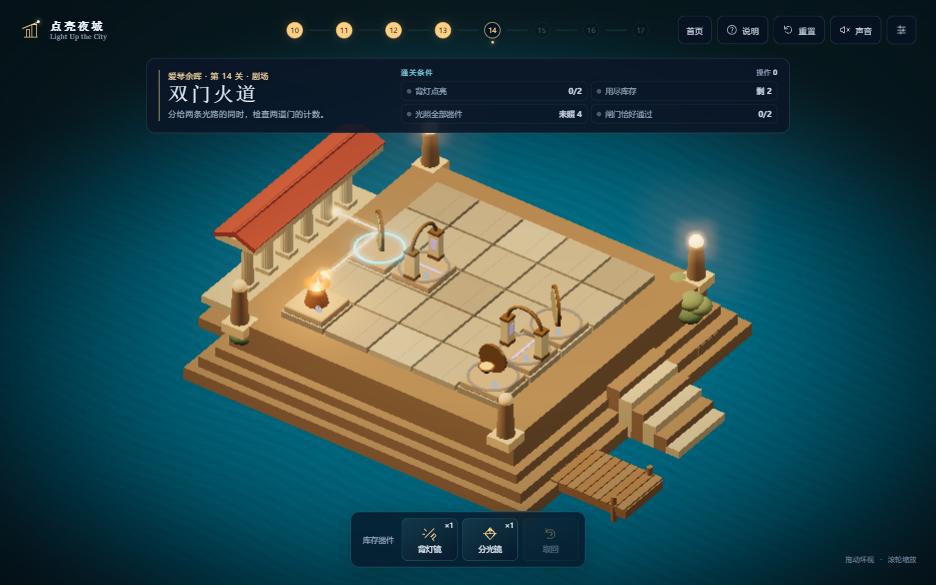 点亮夜城
Light Up the City
10 11 12 13 14 15 16 17
首页 说明 重置 声音
爱琴余晖 · 第 14 关 · 剧场
双门火道
分给两条光路的同时，检查两道门的计数。
通关条件 操作 0
背灯点亮 0/2
用尽库存 剩 2
光照全部器件 未照 4
闸门恰好通过 0/2
库存器件
背灯镜 ×1
分光镜 ×1
取回
拖动环视 · 滚轮缩放